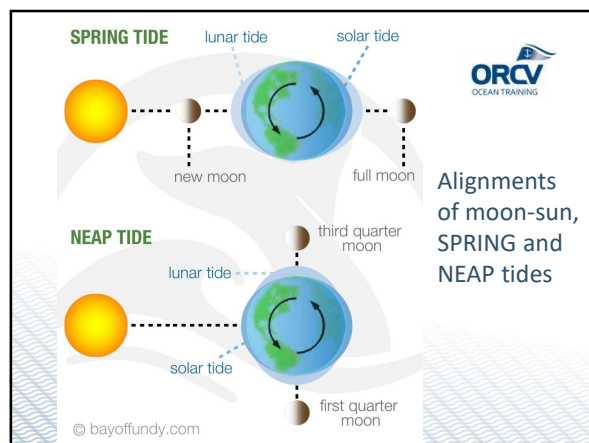 SPRING TIDE
lunar tide
solar tide
new moon
full moon
NEAP TIDE
third quarter
moon
lunar tide
solar tide
first quarter
moon
© bayoffundy.com
ORCV
OCEAN TRAINING
Alignments
of moon-sun,
SPRING and
NEAP tides